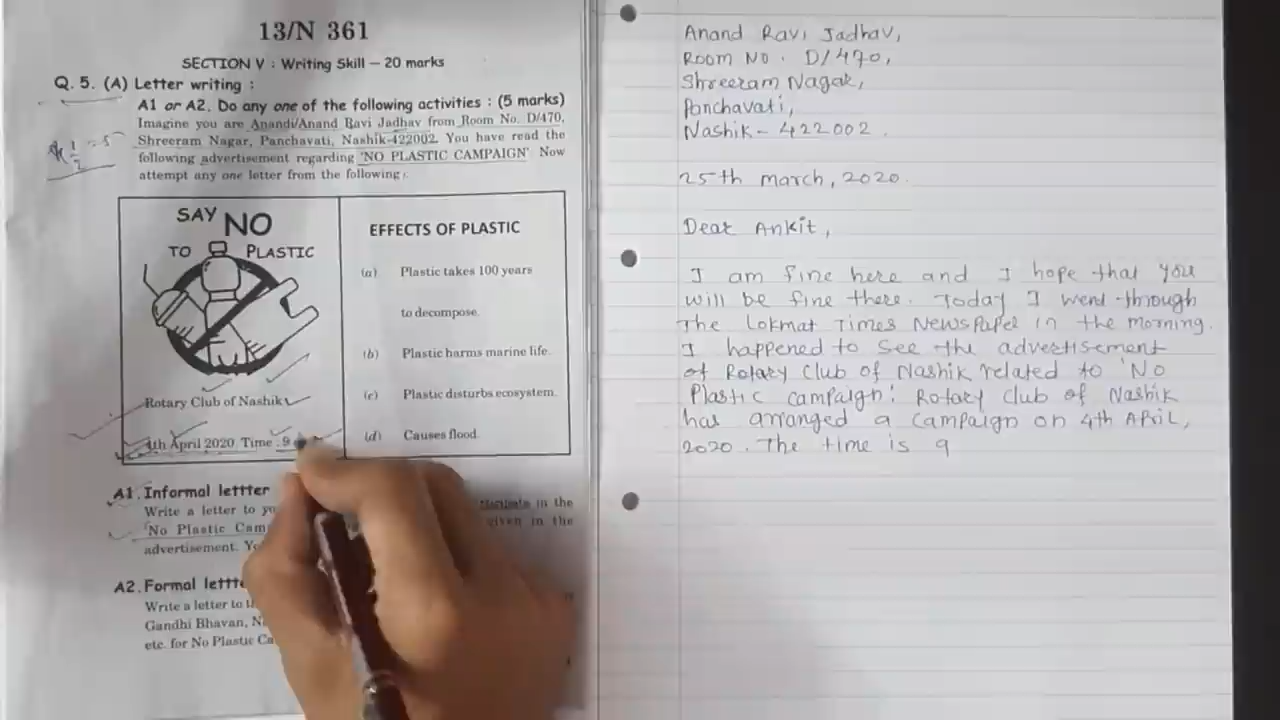 13/N 361
SECTION V : Writing Skill – 20 marks
Q. 5. (A) Letter writing :
A1 or A2. Do any one of the following activities : (5 marks)
Imagine you are Anandi/Anand Ravi Jadhav from Room No. D/470,
Shreeram Nagar, Panchavati, Nashik-422002. You have read the
following advertisement regarding 'NO PLASTIC CAMPAIGN' Now
attempt any one letter from the following:
SAY NO
TO PLASTIC
Rotary Club of Nashik
4th April 2020 Time : 9
EFFECTS OF PLASTIC
(a) Plastic takes 100 years
to decompose.
(b) Plastic harms marine life.
(c) Plastic disturbs ecosystem.
(d) Causes flood.
A1. Informal lettter
Write a letter to
in the
'No Plastic
given in the
advertisement.
A2. Formal
Write a letter to
Gandhi Bhavan,
etc. for No Plastic
Anand Ravi Jadhav,
Room No. D/470,
Shreeram Nagar,
Panchavati,
Nashik - 422002.
25th march, 2020.
Dear Ankit,
I am fine here and I hope that you
will be fine there. Today I went through
The Lokmat Times Newspaper in the morning.
I happened to see the advertisement
of Rotary Club of Nashik related to 'No
Plastic campaign'. Rotary club of Nashik
has arranged a campaign on 4th April,
2020. The time is 9